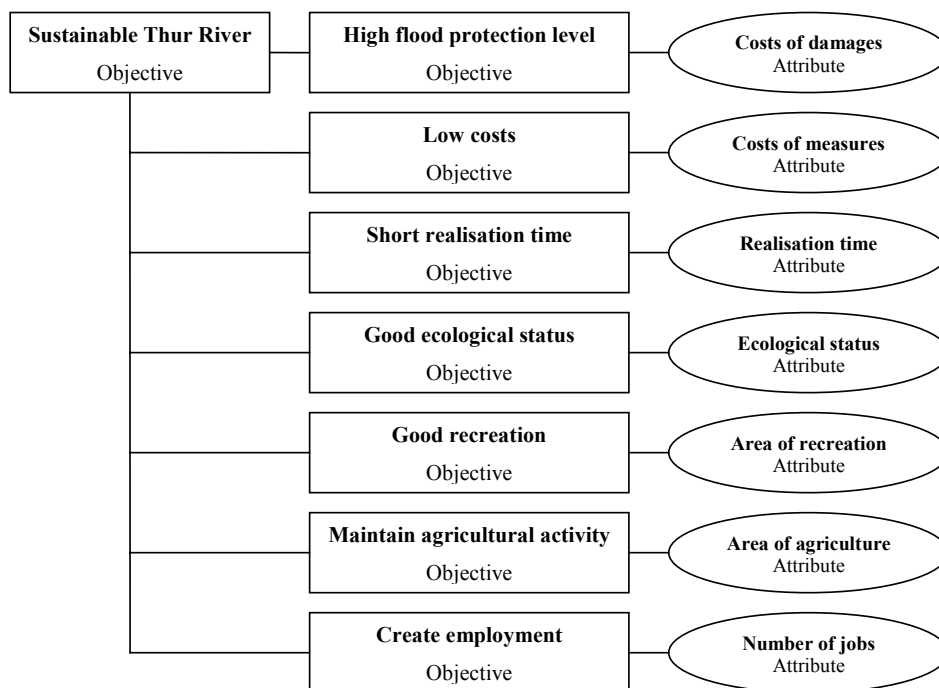 Sustainable Thur River
Objective
High flood protection level
Objective
Costs of damages
Attribute
Low costs
Objective
Costs of measures
Attribute
Short realisation time
Objective
Realisation time
Attribute
Good ecological status
Objective
Ecological status
Attribute
Good recreation
Objective
Area of recreation
Attribute
Maintain agricultural activity
Objective
Area of agriculture
Attribute
Create employment
Objective
Number of jobs
Attribute